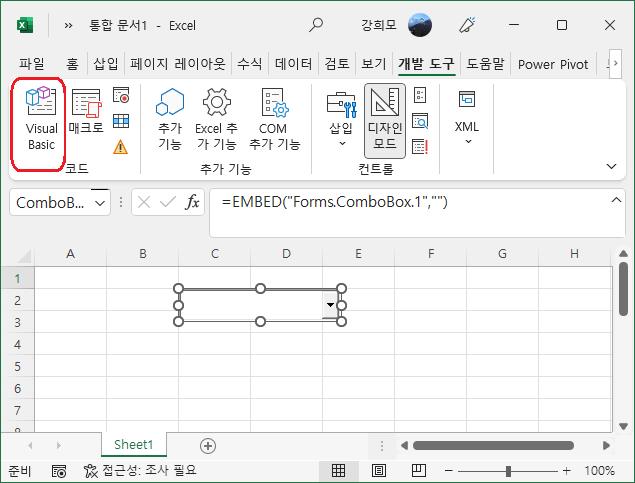 통합 문서1 - Excel 강희모
파일 홈 삽입 페이지 레이아웃 수식 데이터 검토 보기 개발 도구 도움말 Power Pivot
Visual Basic
매크로
추가 기능
Excel 추가 기능
COM 추가 기능
삽입
디자인 모드
XML
코드 추가 기능 컨트롤
ComboB... fx =EMBED("Forms.ComboBox.1","")
A B C D E F G H
1
2
3
4
5
6
7
Sheet1
준비 접근성: 조사 필요 100%